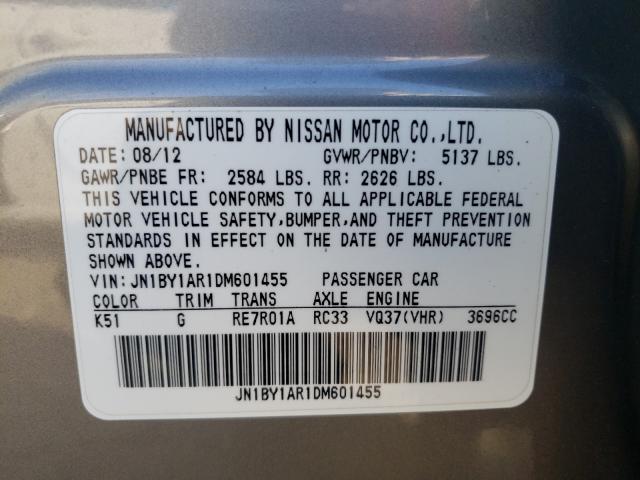 MANUFACTURED BY NISSAN MOTOR CO.,LTD.
DATE: 08/12 GVWR/PNBV: 5137 LBS.
GAWR/PNBE FR: 2584 LBS. RR: 2626 LBS.
THIS VEHICLE CONFORMS TO ALL APPLICABLE FEDERAL
MOTOR VEHICLE SAFETY,BUMPER,AND THEFT PREVENTION
STANDARDS IN EFFECT ON THE DATE OF MANUFACTURE
SHOWN ABOVE.
VIN: JN1BY1AR1DM601455 PASSENGER CAR
COLOR TRIM TRANS AXLE ENGINE
K51 G RE7R01A RC33 VQ37(VHR) 3696CC
JN1BY1AR1DM601455